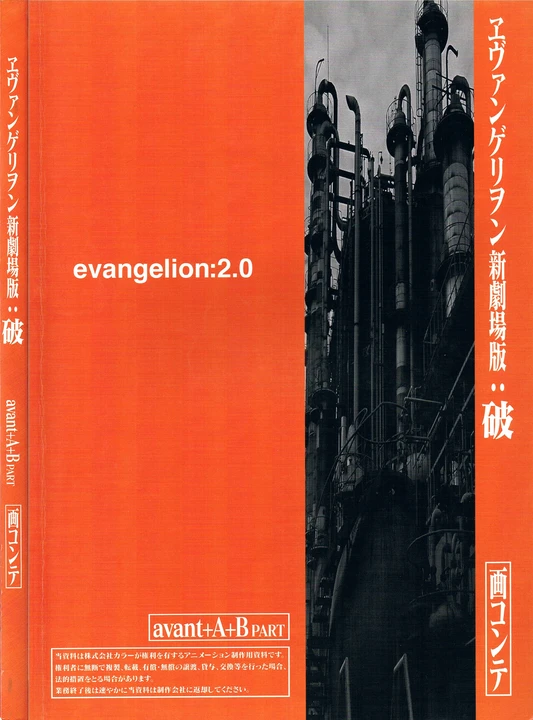 ヱヴァンゲリヲン新劇場版:破
avant+A+B PART
画コンテ
evangelion:2.0
ヱヴァンゲリヲン新劇場版:破
画コンテ
avant+A+B PART
当資料は株式会社カラーが権利を有するアニメーション制作用資料です。
権利者に無断で複製、転載、有償・無償の譲渡、貸与、交換等を行った場合、
法的措置をとる場合があります。
業務終了後は速やかに当資料は制作会社に返却してください。